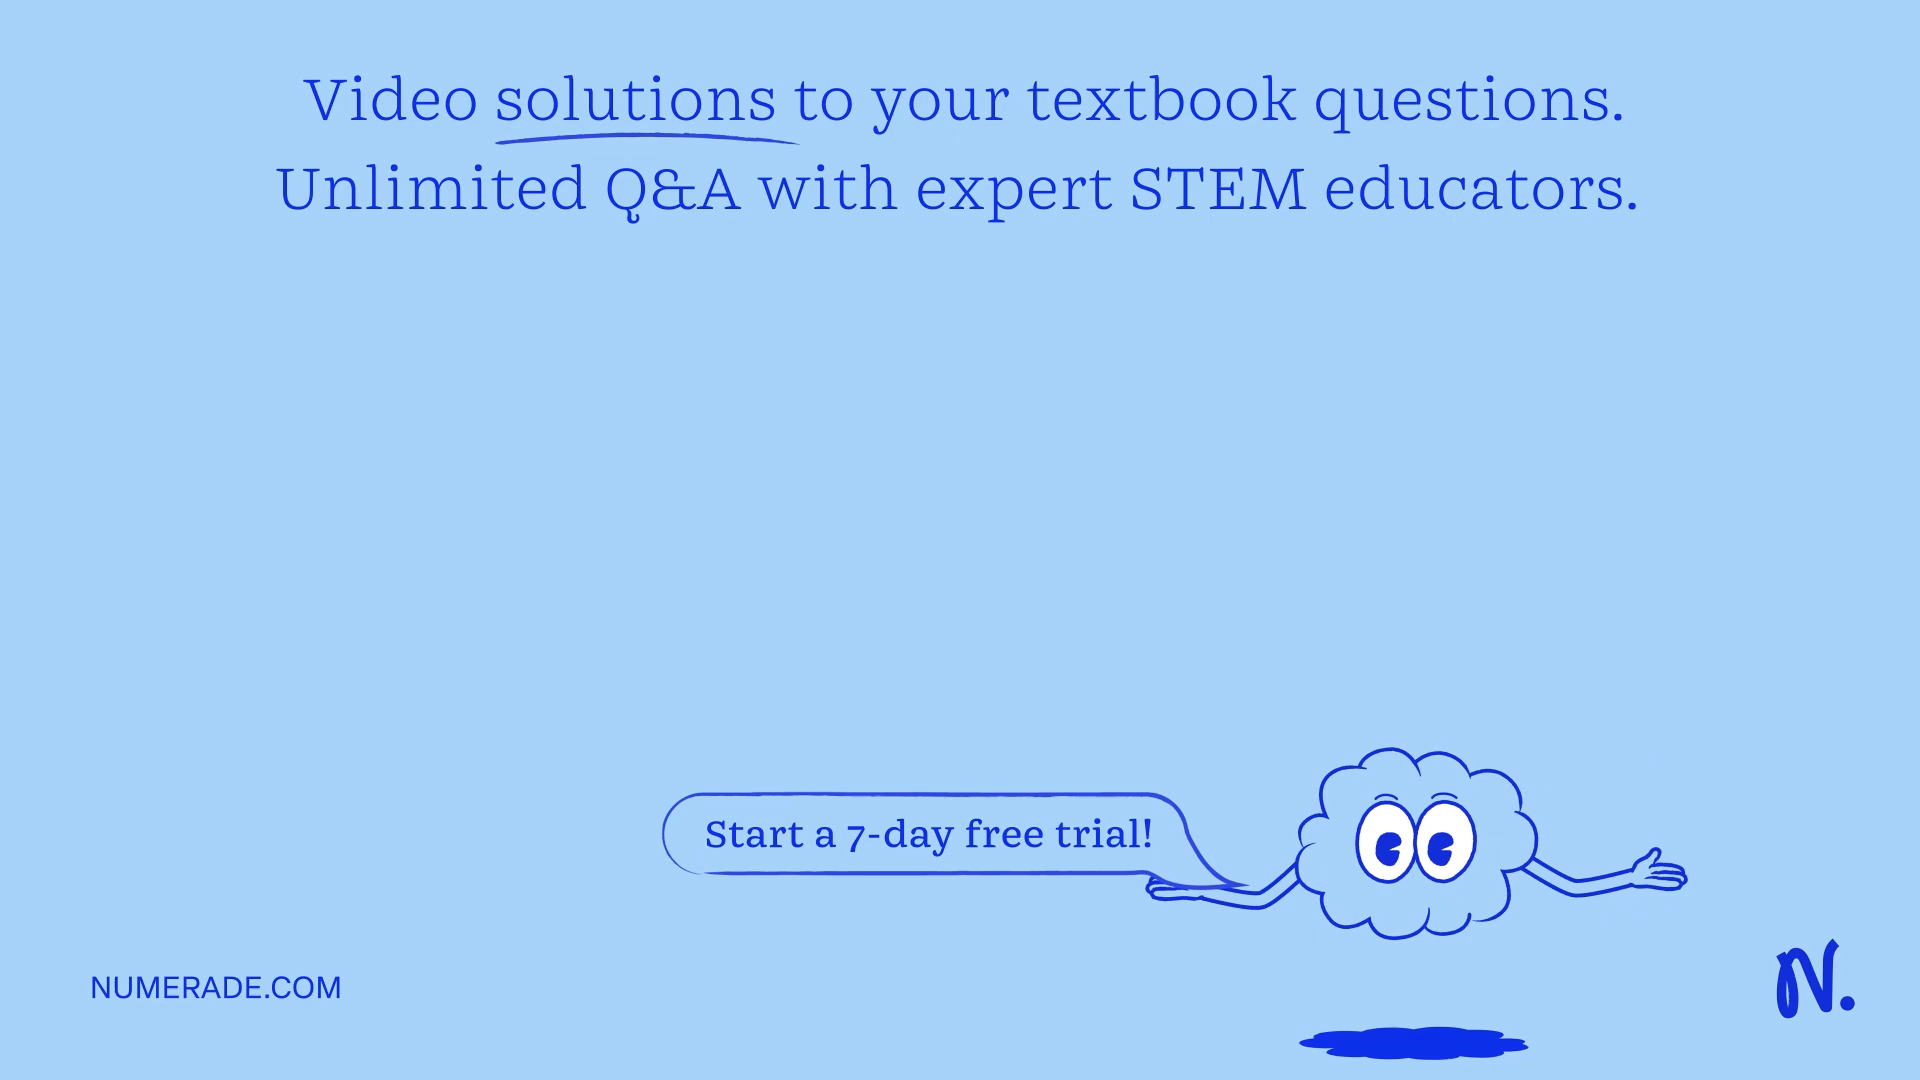 Video solutions to your textbook questions.
Unlimited Q&A with expert STEM educators.
Start a 7-day free trial!
NUMERADE.COM
N.